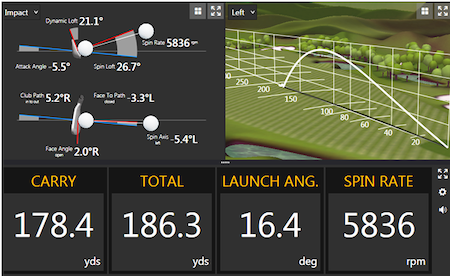 Impact
Dynamic Loft 21.1°
Spin Rate 5836 rpm
Attack Angle -5.5°
Spin Loft 26.7°
Club Path in to out 5.2°R
Face To Path closed -3.3°L
Spin Axis left -5.4°L
Face Angle open 2.0°R
Left
260
220
200
150
150
100
80
60
40
20
CARRY
178.4
yds
TOTAL
186.3
yds
LAUNCH ANG.
16.4
deg
SPIN RATE
5836
rpm